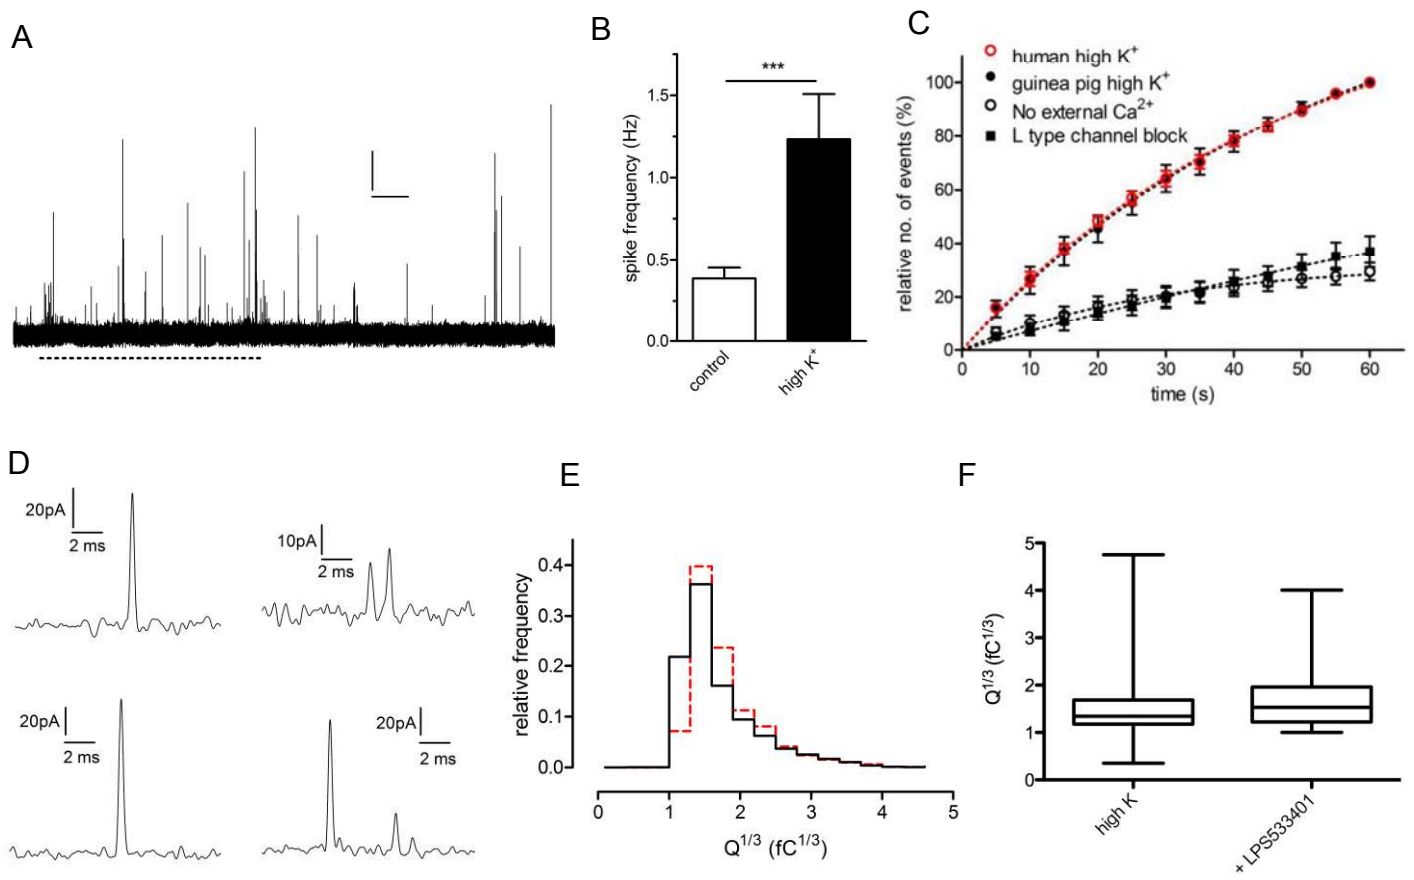 A
B
spike frequency (Hz)
1.5
1.0
0.5
0.0
***
control
high K⁺
C
relative no. of events (%)
100
80
60
40
20
0
human high K⁺
guinea pig high K⁺
No external Ca²⁺
L type channel block
0 10 20 30 40 50 60
time (s)
D
20pA
2 ms
10pA
2 ms
20pA
2 ms
20pA
2 ms
E
relative frequency
0.4
0.3
0.2
0.1
0.0
0 1 2 3 4 5
Q¹/³ (fC¹/³)
F
Q¹/³ (fC¹/³)
5
4
3
2
1
0
high K
+ LPS533401